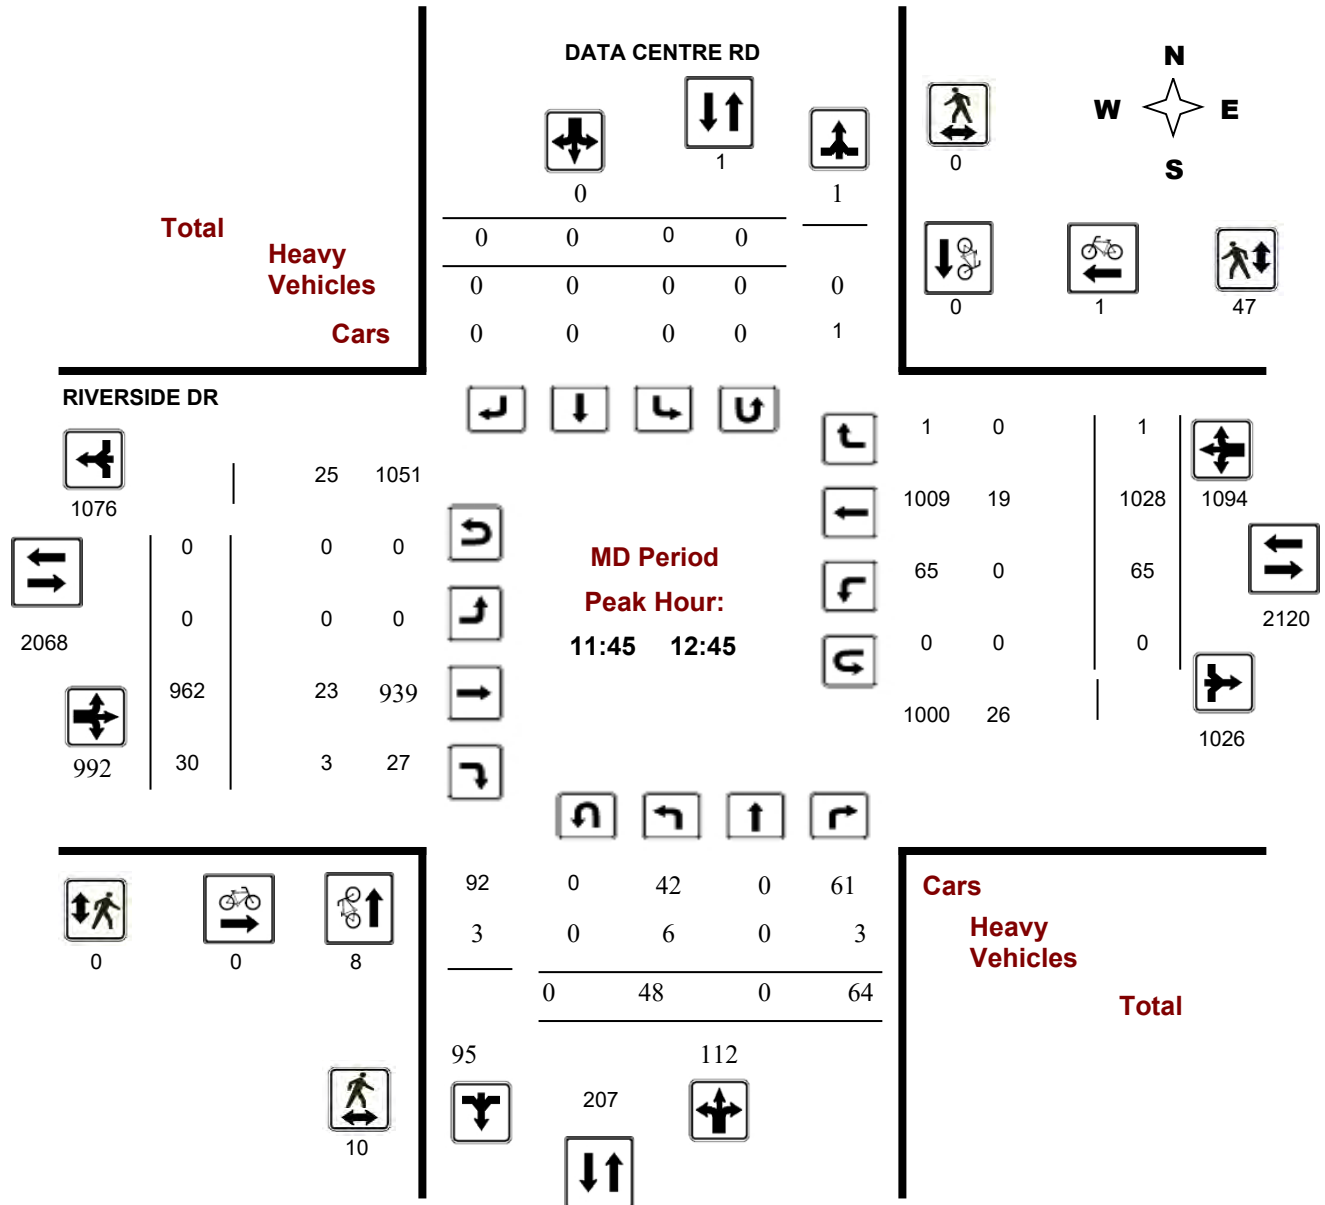 DATA CENTRE RD
N
W E
S
1
0
0 1
Total
0 0 0 0
Heavy
Vehicles
0 0 0 0 0
0 1 47
Cars
0 0 0 0 1
RIVERSIDE DR
1 0 1
25 1051
1076
1009 19 1028 1094
0 0 0
MD Period
65 0 65
Peak Hour:
0 0 0
2120
2068
11:45 12:45
0 0 0
962 23 939
1000 26
1026
992 30 3 27
92 0 42 0 61
Cars
3 0 6 0 3
Heavy
Vehicles
0 0 8
0 48 0 64
Total
95 112
207
10